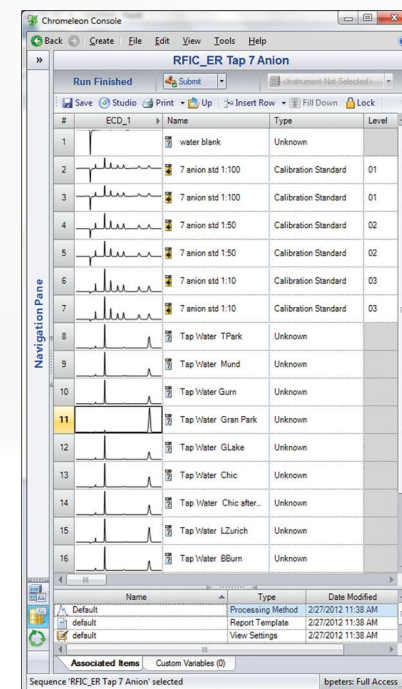 Chromeleon Console
Back Create File Edit View Tools Help
»
RFIC_ER Tap 7 Anion
Run Finished Submit <Instrument Not Selected>
Save Studio Print Up Insert Row Fill Down Lock
# ECD_1 Name Type Level
1 water blank Unknown
2 7 anion std 1:100 Calibration Standard 01
3 7 anion std 1:100 Calibration Standard 01
4 7 anion std 1:50 Calibration Standard 02
5 7 anion std 1:50 Calibration Standard 02
6 7 anion std 1:10 Calibration Standard 03
7 7 anion std 1:10 Calibration Standard 03
8 Tap Water TPark Unknown
9 Tap Water Mund Unknown
10 Tap Water Gurn Unknown
11 Tap Water Gran Park Unknown
12 Tap Water GLake Unknown
13 Tap Water Chic Unknown
14 Tap Water Chic after... Unknown
15 Tap Water LZurich Unknown
16 Tap Water BBurn Unknown
Navigation Pane
Name Type Date Modified
Default Processing Method 2/27/2012 11:38 AM
default Report Template 2/27/2012 11:38 AM
default View Settings 2/27/2012 11:38 AM
Associated Items Custom Variables (0)
Sequence 'RFIC_ER Tap 7 Anion' selected bpeters: Full Access